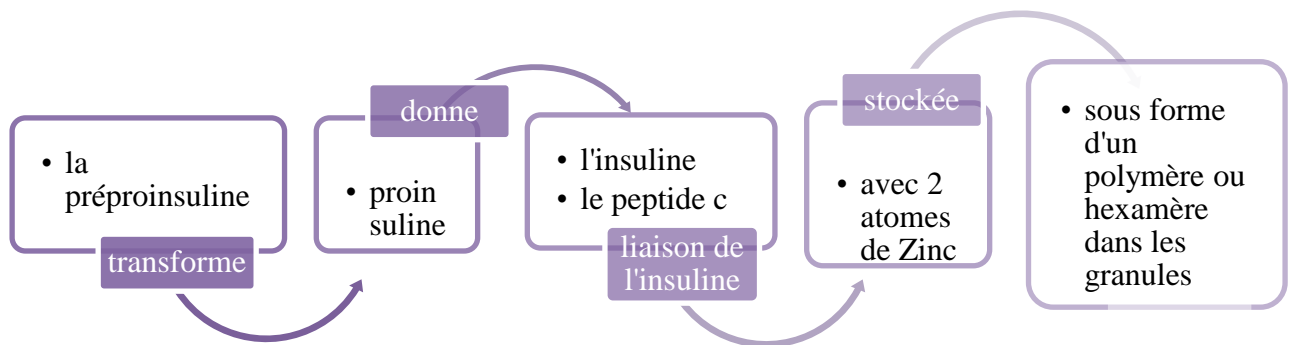 • la
préproinsuline
transforme
• proin
suline
donne
• l'insuline
• le peptide c
liaison de
l'insuline
• avec 2
atomes
de Zinc
stockée
• sous forme
d'un
polymère ou
hexamère
dans les
granules